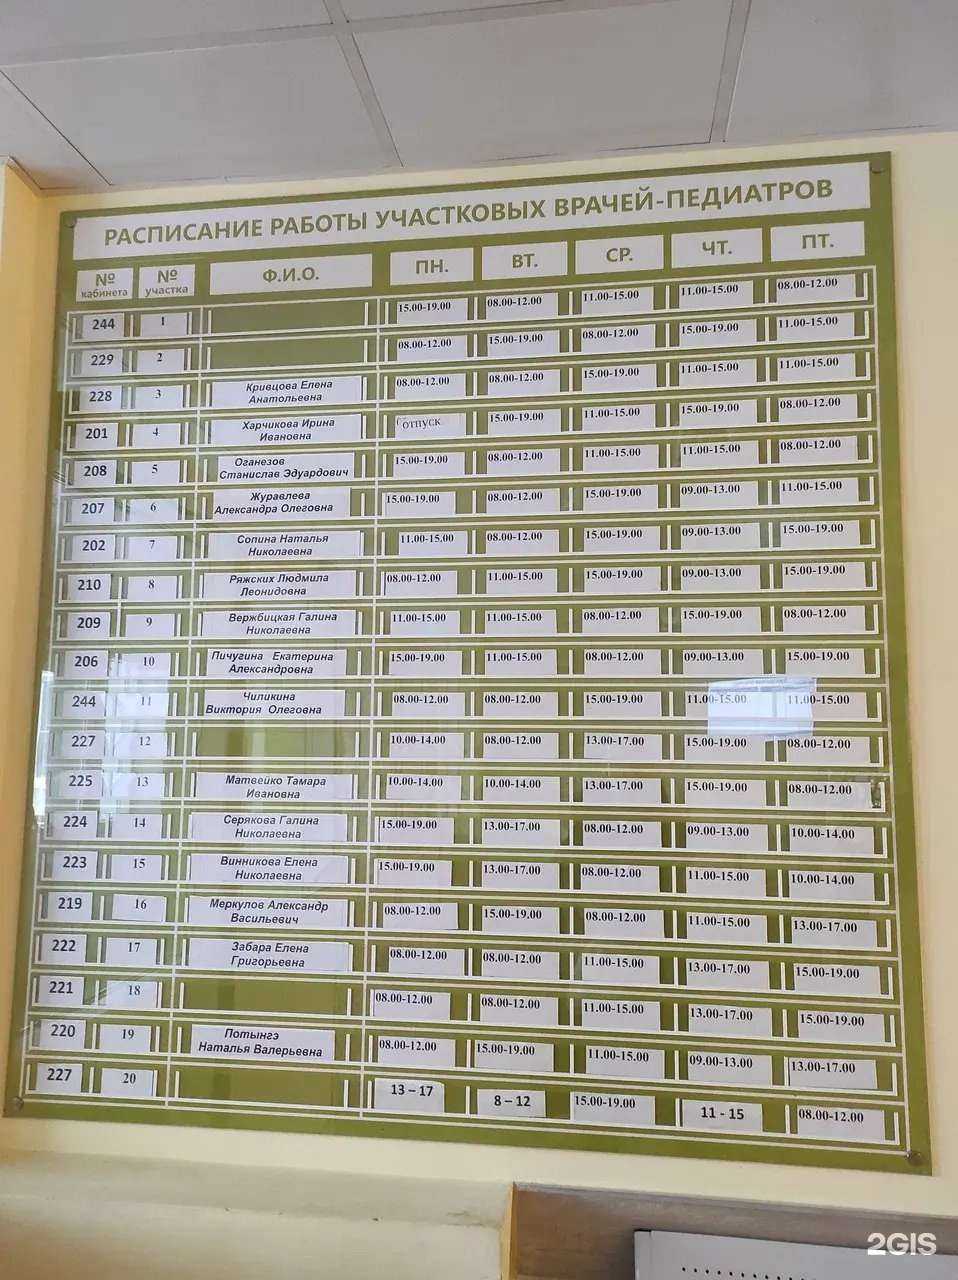 РАСПИСАНИЕ РАБОТЫ УЧАСТКОВЫХ ВРАЧЕЙ-ПЕДИАТРОВ
№ кабинета № участка Ф.И.О. ПН. ВТ. СР. ЧТ. ПТ.
244 1 15.00-19.00 08.00-12.00 11.00-15.00 11.00-15.00 08.00-12.00
229 2 08.00-12.00 15.00-19.00 08.00-12.00 15.00-19.00 11.00-15.00
228 3 Кривцова Елена Анатольевна 08.00-12.00 08.00-12.00 15.00-19.00 11.00-15.00 11.00-15.00
201 4 Харчикова Ирина Ивановна отпуск 15.00-19.00 11.00-15.00 15.00-19.00 08.00-12.00
208 5 Оганезов Станислав Эдуардович 15.00-19.00 08.00-12.00 11.00-15.00 11.00-15.00 08.00-12.00
207 6 Журавлева Александра Олеговна 15.00-19.00 08.00-12.00 15.00-19.00 09.00-13.00 11.00-15.00
202 7 Сопина Наталья Николаевна 11.00-15.00 08.00-12.00 15.00-19.00 09.00-13.00 15.00-19.00
210 8 Ряжских Людмила Леонидовна 08.00-12.00 11.00-15.00 15.00-19.00 09.00-13.00 15.00-19.00
209 9 Вержбицкая Галина Николаевна 11.00-15.00 11.00-15.00 08.00-12.00 15.00-19.00 08.00-12.00
206 10 Пичугина Екатерина Александровна 15.00-19.00 11.00-15.00 08.00-12.00 09.00-13.00 15.00-19.00
244 11 Чиликина Виктория Олеговна 08.00-12.00 08.00-12.00 15.00-19.00 11.00-15.00 11.00-15.00
227 12 10.00-14.00 08.00-12.00 13.00-17.00 15.00-19.00 08.00-12.00
225 13 Матвейко Тамара Ивановна 10.00-14.00 10.00-14.00 13.00-17.00 15.00-19.00 08.00-12.00
224 14 Серякова Галина Николаевна 15.00-19.00 13.00-17.00 08.00-12.00 09.00-13.00 10.00-14.00
223 15 Винникова Елена Николаевна 15.00-19.00 13.00-17.00 08.00-12.00 11.00-15.00 10.00-14.00
219 16 Меркулов Александр Васильевич 08.00-12.00 15.00-19.00 08.00-12.00 11.00-15.00 13.00-17.00
222 17 Забара Елена Григорьевна 08.00-12.00 08.00-12.00 11.00-15.00 13.00-17.00 15.00-19.00
221 18 08.00-12.00 08.00-12.00 11.00-15.00 13.00-17.00 15.00-19.00
220 19 Потынгэ Наталья Валерьевна 08.00-12.00 15.00-19.00 11.00-15.00 09.00-13.00 13.00-17.00
227 20 13 – 17 8 – 12 15.00-19.00 11 - 15 08.00-12.00
2GIS